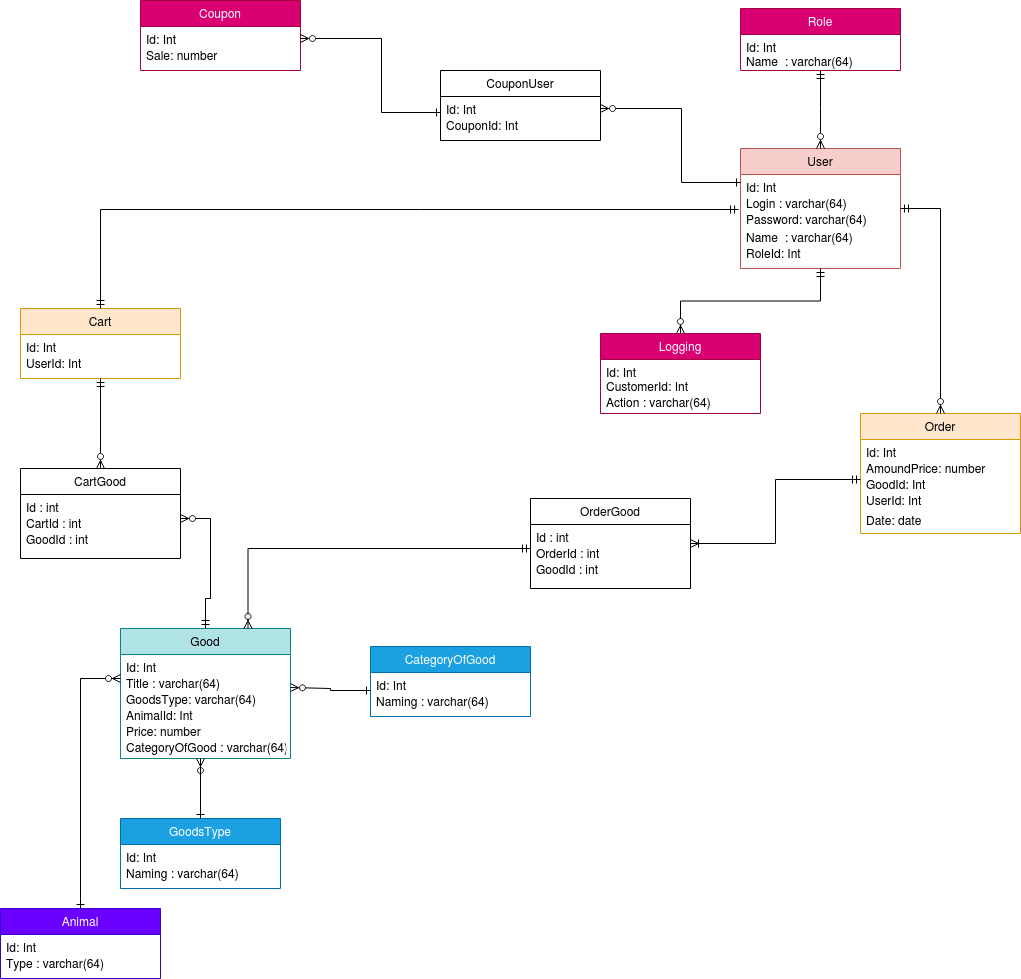 Coupon
Id: Int
Sale: number
Role
Id: Int
Name : varchar(64)
CouponUser
Id: Int
CouponId: Int
User
Id: Int
Login : varchar(64)
Password: varchar(64)
Name : varchar(64)
RoleId: Int
Cart
Id: Int
UserId: Int
Logging
Id: Int
CustomerId: Int
Action : varchar(64)
Order
Id: Int
AmoundPrice: number
GoodId: Int
UserId: Int
Date: date
CartGood
Id : int
CartId : int
GoodId : int
OrderGood
Id : int
OrderId : int
GoodId : int
Good
Id: Int
Title : varchar(64)
GoodsType: varchar(64)
AnimalId: Int
Price: number
CategoryOfGood : varchar(64)
CategoryOfGood
Id: Int
Naming : varchar(64)
GoodsType
Id: Int
Naming : varchar(64)
Animal
Id: Int
Type : varchar(64)